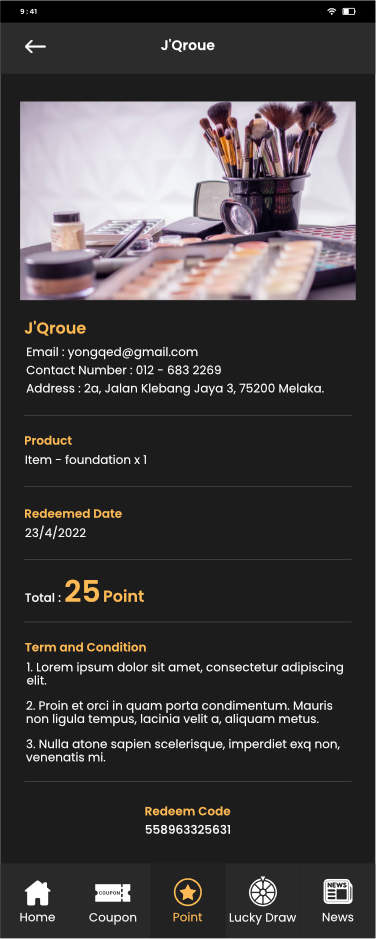 9:41
J'Qroue
J'Qroue
Email : yongqed@gmail.com
Contact Number : 012 - 683 2269
Address : 2a, Jalan Klebang Jaya 3, 75200 Melaka.
Product
Item - foundation x 1
Redeemed Date
23/4/2022
Total : 25 Point
Term and Condition
1. Lorem ipsum dolor sit amet, consectetur adipiscing
elit.
2. Proin et orci in quam porta condimentum. Mauris
non ligula tempus, lacinia velit a, aliquam metus.
3. Nulla atone sapien scelerisque, imperdiet exq non,
venenatis mi.
Redeem Code
558963325631
COUPON
NEWS
Home Coupon Point Lucky Draw News